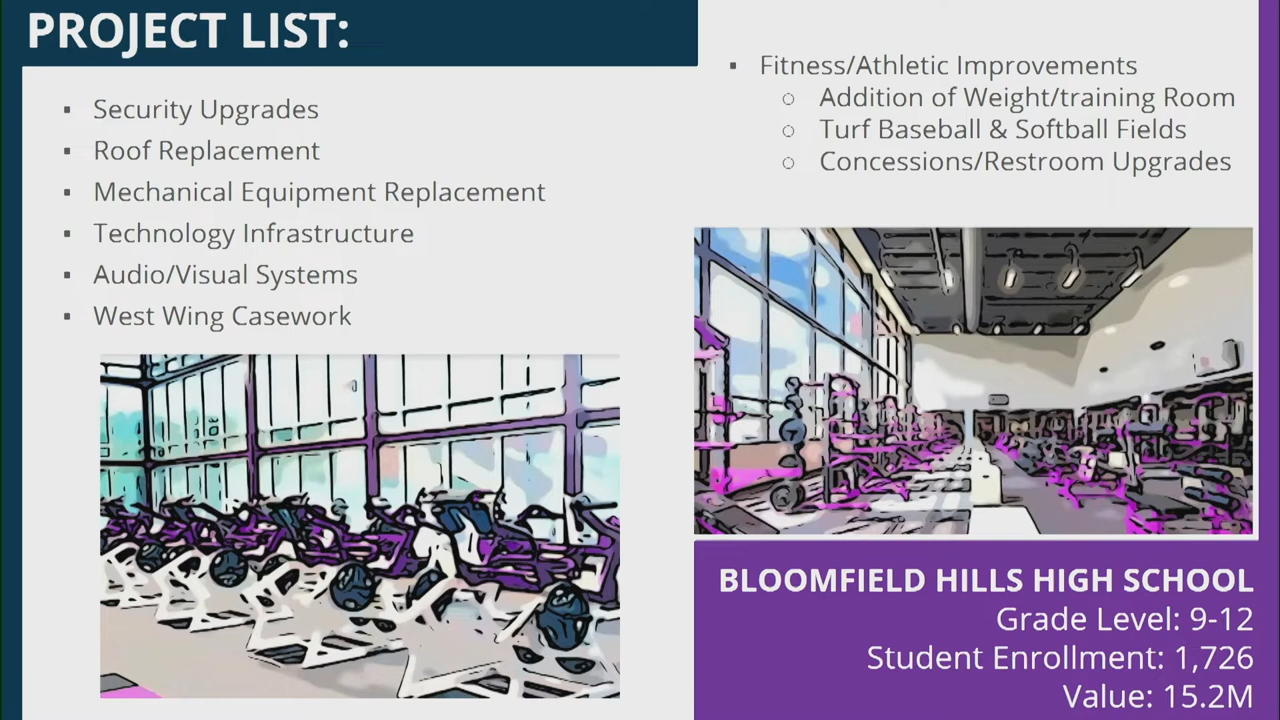 PROJECT LIST:
▪ Security Upgrades
▪ Roof Replacement
▪ Mechanical Equipment Replacement
▪ Technology Infrastructure
▪ Audio/Visual Systems
▪ West Wing Casework
▪ Fitness/Athletic Improvements
○ Addition of Weight/training Room
○ Turf Baseball & Softball Fields
○ Concessions/Restroom Upgrades
BLOOMFIELD HILLS HIGH SCHOOL
Grade Level: 9-12
Student Enrollment: 1,726
Value: 15.2M